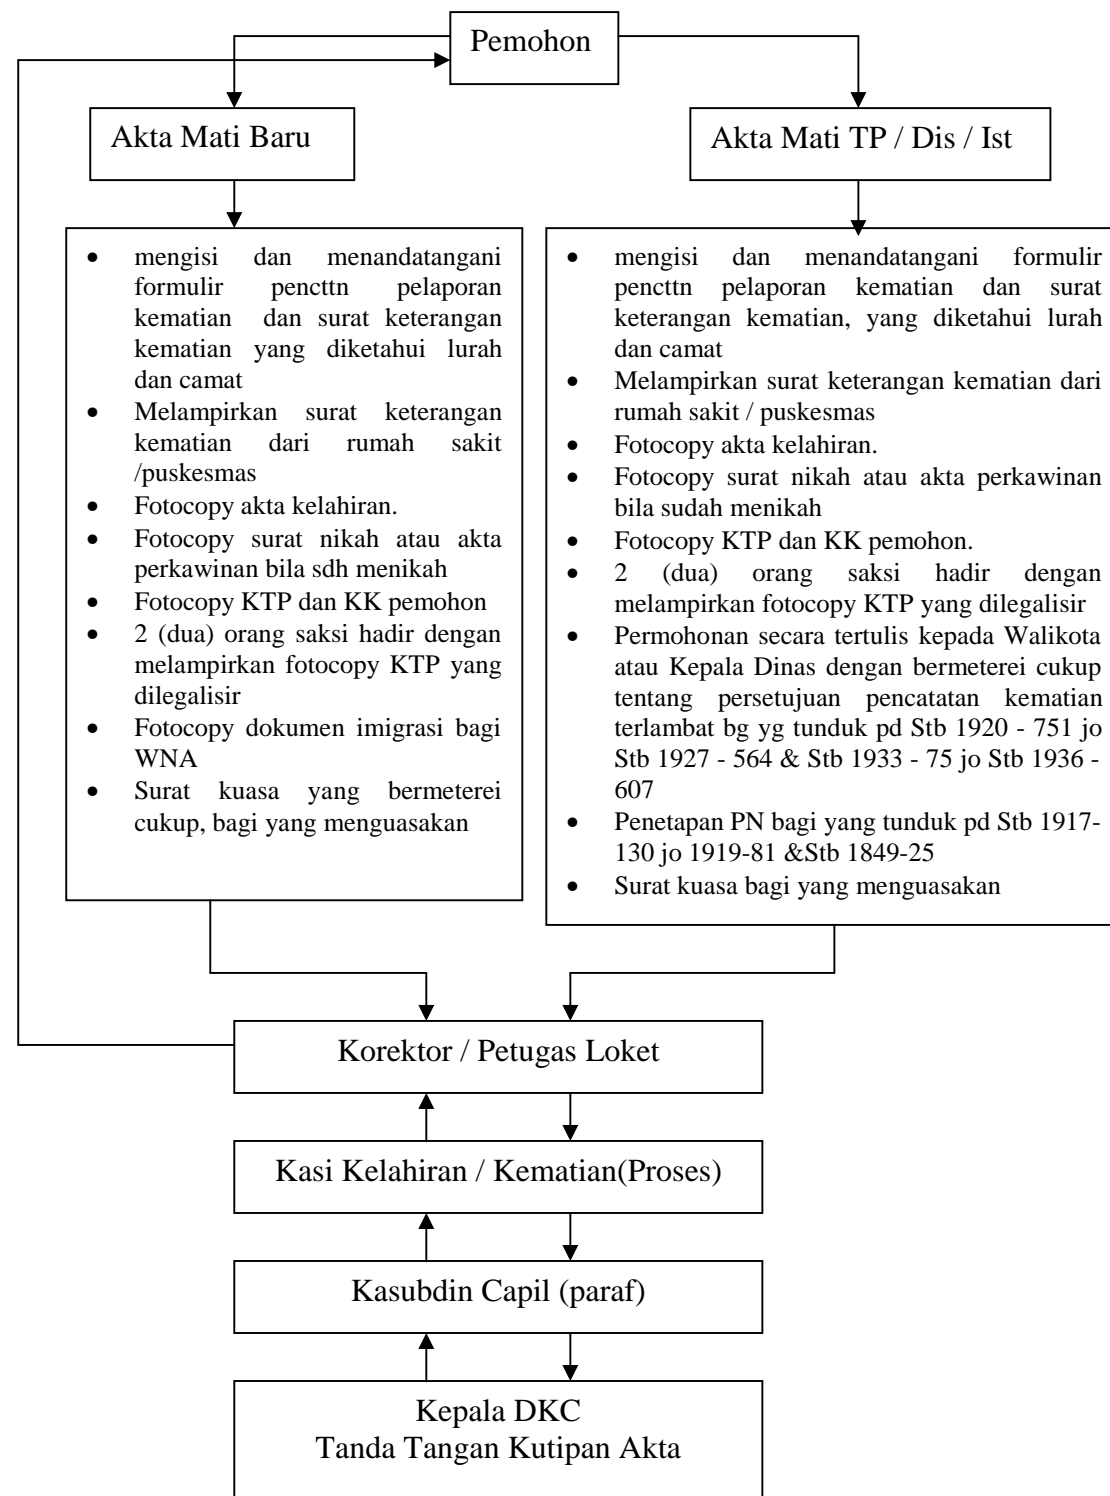 Pemohon
Akta Mati Baru
Akta Mati TP / Dis / Ist
• mengisi dan menandatangani
formulir pencttn pelaporan
kematian dan surat keterangan
kematian yang diketahui lurah
dan camat
• Melampirkan surat keterangan
kematian dari rumah sakit
/puskesmas
• Fotocopy akta kelahiran.
• Fotocopy surat nikah atau akta
perkawinan bila sdh menikah
• Fotocopy KTP dan KK pemohon
• 2 (dua) orang saksi hadir dengan
melampirkan fotocopy KTP yang
dilegalisir
• Fotocopy dokumen imigrasi bagi
WNA
• Surat kuasa yang bermeterei
cukup, bagi yang menguasakan
• mengisi dan menandatangani formulir
pencttn pelaporan kematian dan surat
keterangan kematian, yang diketahui lurah
dan camat
• Melampirkan surat keterangan kematian dari
rumah sakit / puskesmas
• Fotocopy akta kelahiran.
• Fotocopy surat nikah atau akta perkawinan
bila sudah menikah
• Fotocopy KTP dan KK pemohon.
• 2 (dua) orang saksi hadir dengan
melampirkan fotocopy KTP yang dilegalisir
• Permohonan secara tertulis kepada Walikota
atau Kepala Dinas dengan bermeterei cukup
tentang persetujuan pencatatan kematian
terlambat bg yg tunduk pd Stb 1920 - 751 jo
Stb 1927 - 564 & Stb 1933 - 75 jo Stb 1936 -
607
• Penetapan PN bagi yang tunduk pd Stb 1917-
130 jo 1919-81 &Stb 1849-25
• Surat kuasa bagi yang menguasakan
Korektor / Petugas Loket
Kasi Kelahiran / Kematian(Proses)
Kasubdin Capil (paraf)
Kepala DKC
Tanda Tangan Kutipan Akta